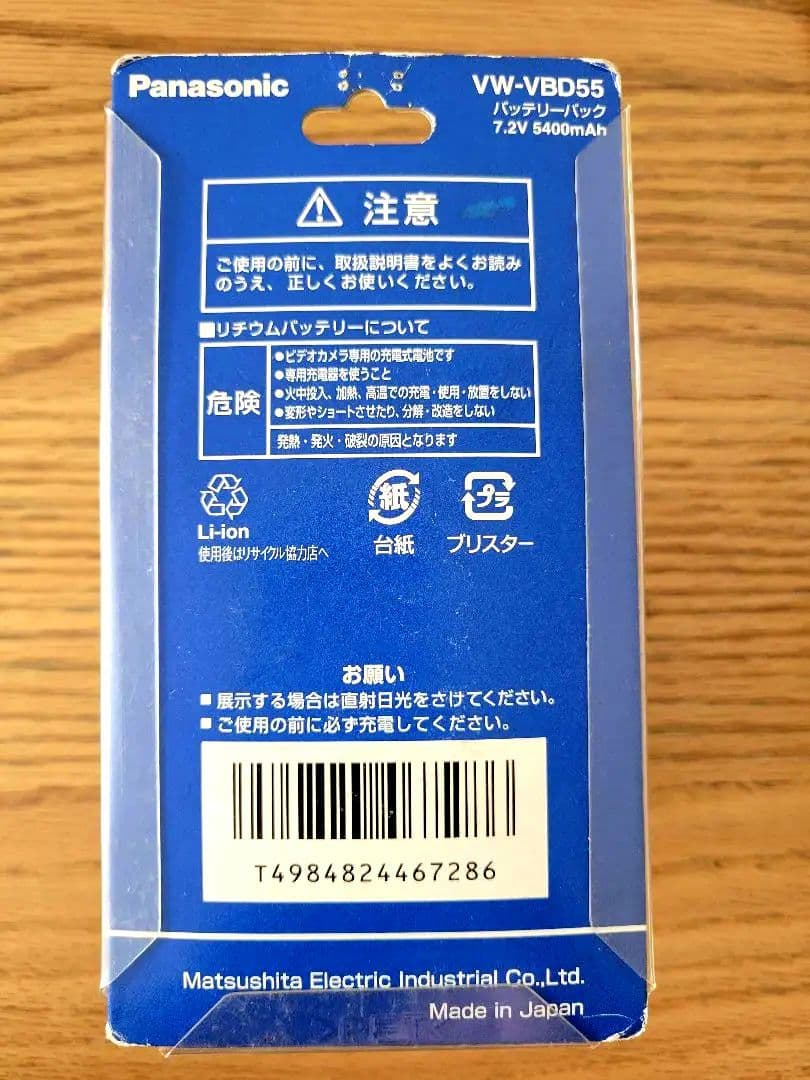 Panasonic
VW-VBD55
バッテリーパック
7.2V 5400mAh
注意
ご使用の前に、取扱説明書をよくお読み
のうえ、正しくお使いください。
■リチウムバッテリーについて
危険
●ビデオカメラ専用の充電式電池です
●専用充電器を使うこと
●火中投入、加熱、高温での充電・使用・放置をしない
●変形やショートさせたり、分解・改造をしない
発熱・発火・破裂の原因となります
Li-ion
使用後はリサイクル協力店へ
紙
台紙
プラ
ブリスター
お願い
■ 展示する場合は直射日光をさけてください。
■ ご使用の前に必ず充電してください。
T4984824467286
Matsushita Electric Industrial Co.,Ltd.
Made in Japan